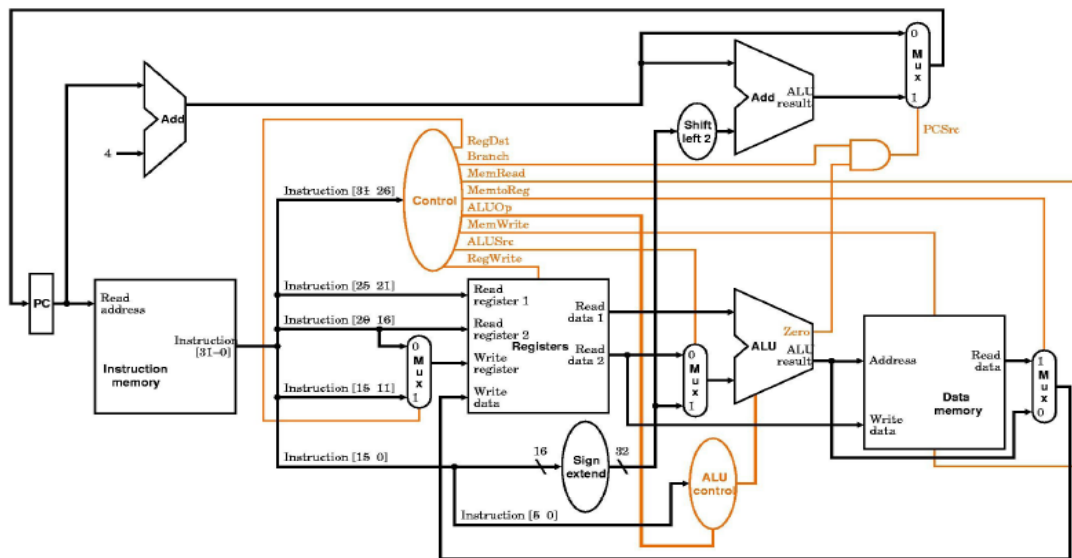 0
M
u
x
1
Add
ALU
result
Add
4
Shift
left 2
PCSrc
RegDst
Branch
MemRead
MemtoReg
ALUOp
MemWrite
ALUSrc
RegWrite
Control
Instruction [31 26]
Instruction [25 21]
Instruction [20 16]
Instruction [15 11]
Instruction [15 0]
Instruction [5 0]
PC
Read
address
Instruction
[31–0]
Instruction
memory
0
M
u
x
1
Read
register 1
Read
register 2
Write
register
Write
data
Registers
Read
data 1
Read
data 2
0
M
u
x
1
Zero
ALU
ALU
result
Address
Write
data
Read
data
Data
memory
1
M
u
x
0
16
Sign
extend
32
ALU
control